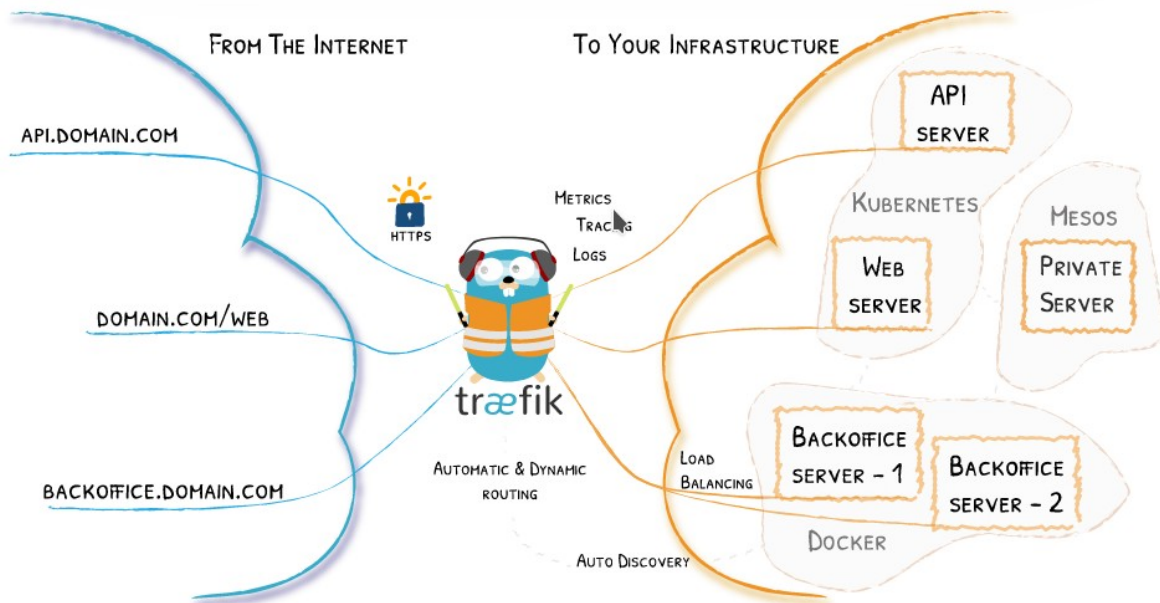 FROM THE INTERNET
TO YOUR INFRASTRUCTURE
API.DOMAIN.COM
DOMAIN.COM/WEB
BACKOFFICE.DOMAIN.COM
HTTPS
METRICS
LOGS
træfik
AUTOMATIC & DYNAMIC
ROUTING
AUTO DISCOVERY
LOAD
BALANCING
API
SERVER
KUBERNETES
WEB
SERVER
MESOS
PRIVATE
SERVER
BACKOFFICE
SERVER - 1
BACKOFFICE
SERVER - 2
DOCKER